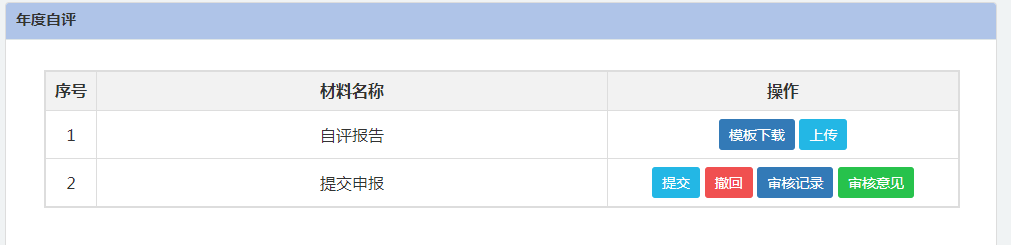 年度自评
序号 材料名称 操作
1 自评报告 模板下载 上传
2 提交申报 提交 撤回 审核记录 审核意见